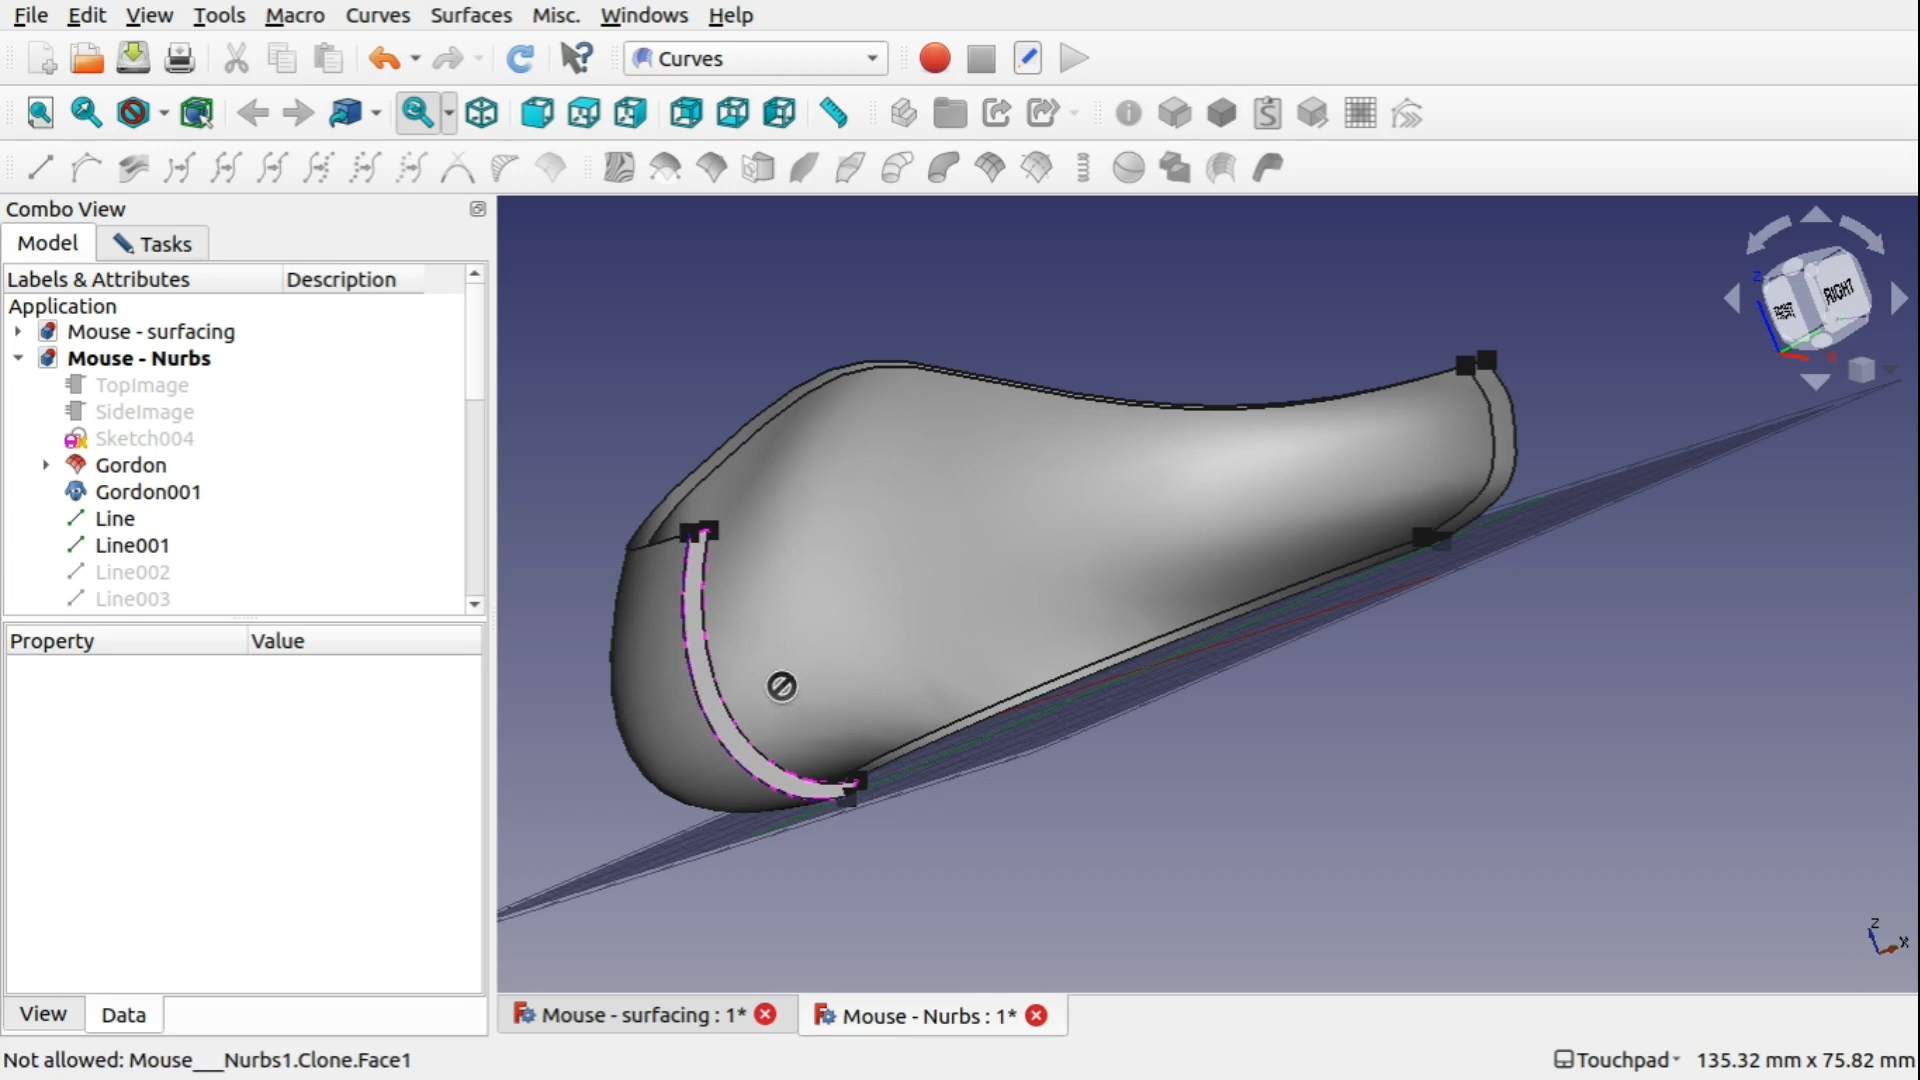 File Edit View Tools Macro Curves Surfaces Misc. Windows Help
Curves
Combo View
Model Tasks
Labels & Attributes Description
Application
Mouse - surfacing
Mouse - Nurbs
TopImage
SideImage
Sketch004
Gordon
Gordon001
Line
Line001
Line002
Line003
Property Value
View Data
Z
RIGHT
X
Z
X
Mouse - surfacing : 1*
Mouse - Nurbs : 1*
Not allowed: Mouse___Nurbs1.Clone.Face1
Touchpad 135.32 mm x 75.82 mm